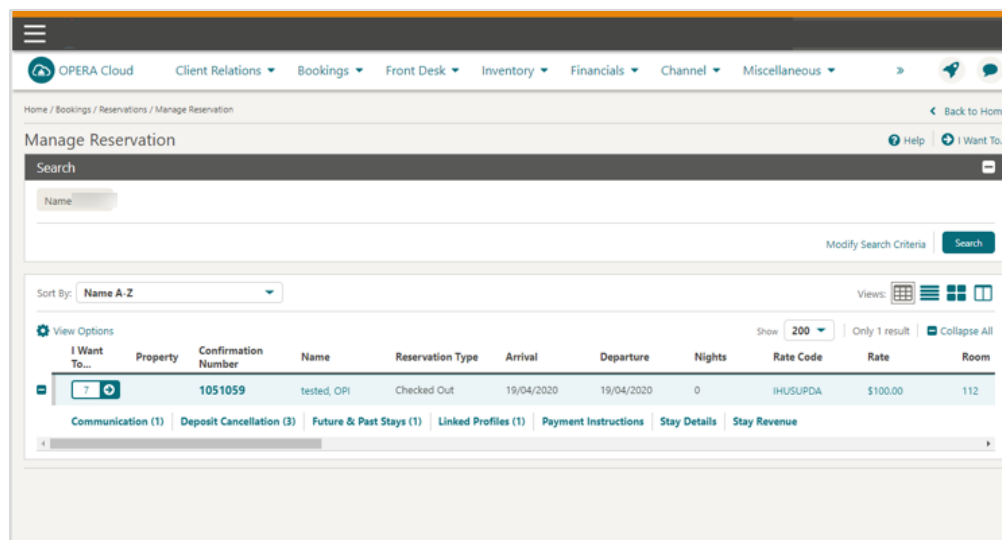 OPERA Cloud Client Relations Bookings Front Desk Inventory Financials Channel Miscellaneous »
Home / Bookings / Reservations / Manage Reservation Back to Hom
Manage Reservation Help I Want To.
Search
Name
Modify Search Criteria Search
Sort By: Name A-Z Views:
View Options Show 200 Only 1 result Collapse All
I Want To... Property Confirmation Number Name Reservation Type Arrival Departure Nights Rate Code Rate Room
7 1051059 tested, OPI Checked Out 19/04/2020 19/04/2020 0 IHUSUPDA $100.00 112
Communication (1) Deposit Cancellation (3) Future & Past Stays (1) Linked Profiles (1) Payment Instructions Stay Details Stay Revenue